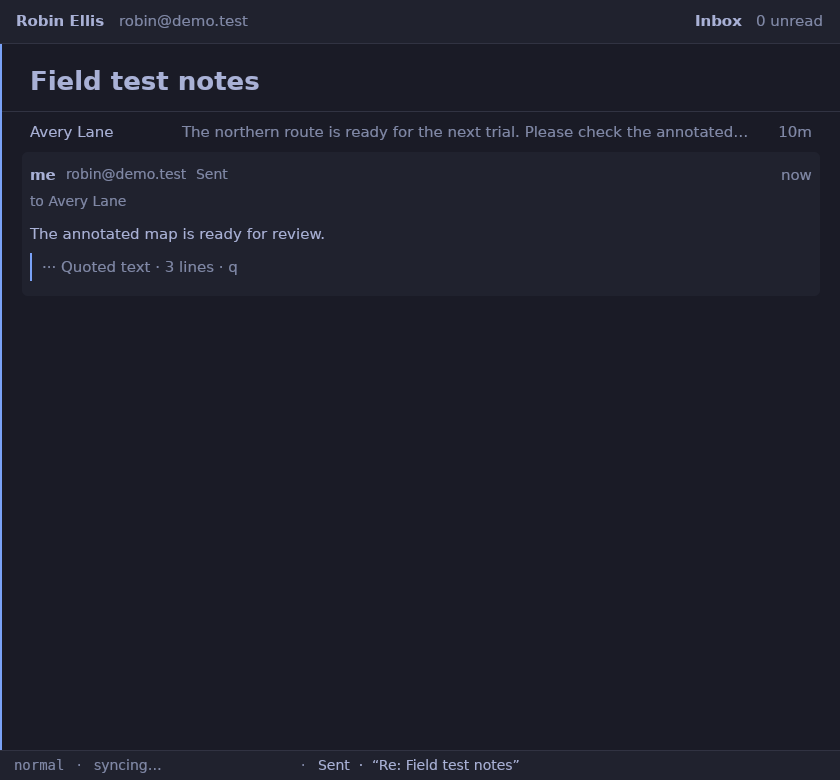 Robin Ellis robin@demo.test Inbox 0 unread
Field test notes
Avery Lane The northern route is ready for the next trial. Please check the annotated… 10m
me robin@demo.test Sent now
to Avery Lane
The annotated map is ready for review.
··· Quoted text · 3 lines · q
normal · syncing… · Sent · “Re: Field test notes”